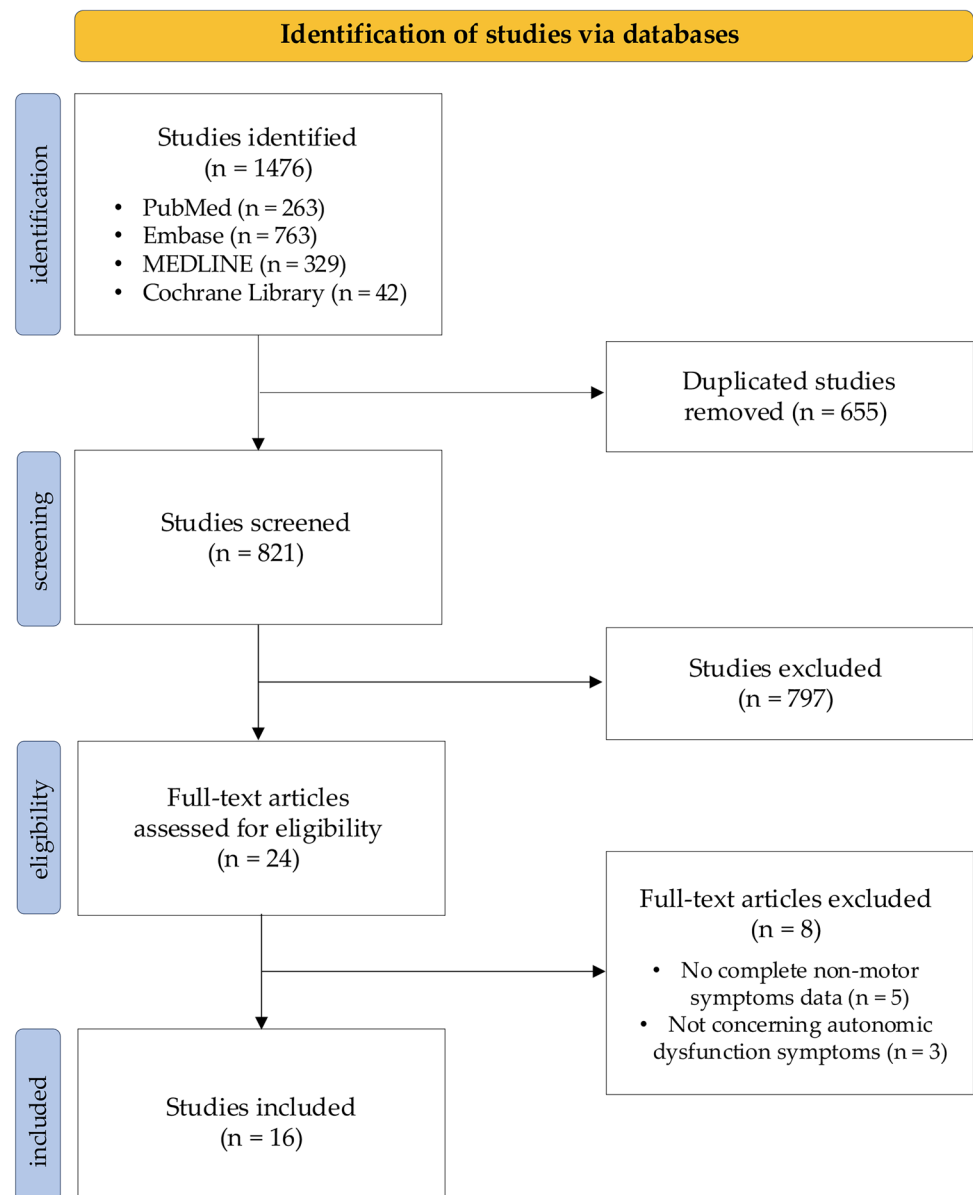 Identification of studies via databases
identification
Studies identified
(n = 1476)
• PubMed (n = 263)
• Embase (n = 763)
• MEDLINE (n = 329)
• Cochrane Library (n = 42)
Duplicated studies
removed (n = 655)
screening
Studies screened
(n = 821)
Studies excluded
(n = 797)
eligibility
Full-text articles
assessed for eligibility
(n = 24)
Full-text articles excluded
(n = 8)
• No complete non-motor
symptoms data (n = 5)
• Not concerning autonomic
dysfunction symptoms (n = 3)
included
Studies included
(n = 16)